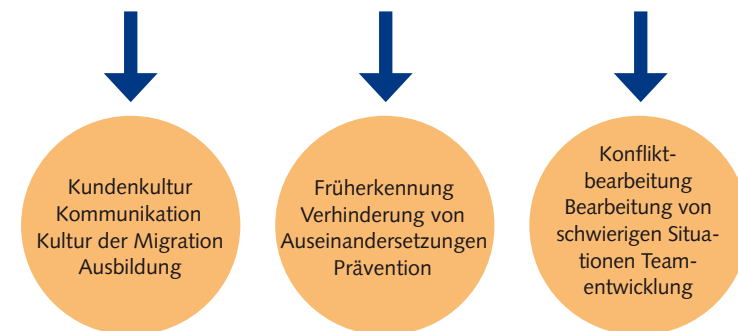 Kundenkultur
Kommunikation
Kultur der Migration
Ausbildung
Früherkennung
Verhinderung von
Auseinandersetzungen
Prävention
Konflikt-
bearbeitung
Bearbeitung von
schwierigen Situa-
tionen Team-
entwicklung